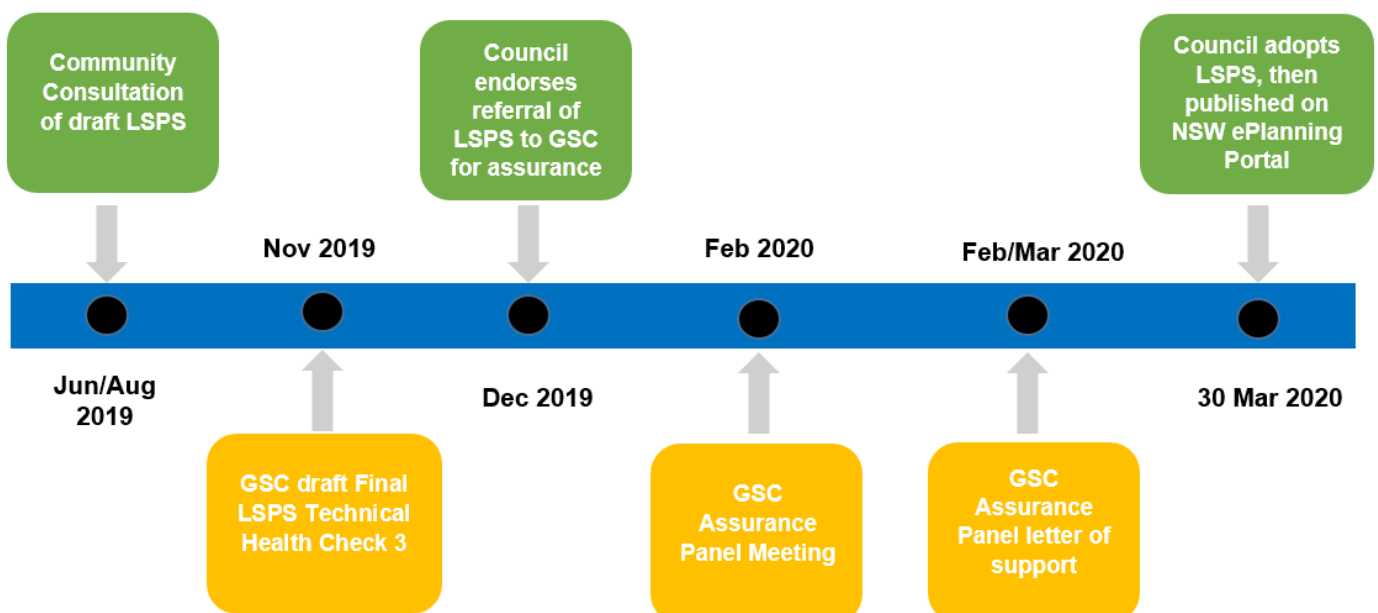 Community
Consultation
of draft LSPS
Council
endorses
referral of
LSPS to GSC
for assurance
Council adopts
LSPS, then
published on
NSW ePlanning
Portal
Nov 2019
Feb 2020
Feb/Mar 2020
Jun/Aug
2019
Dec 2019
30 Mar 2020
GSC draft Final
LSPS Technical
Health Check 3
GSC
Assurance
Panel Meeting
GSC
Assurance
Panel letter of
support